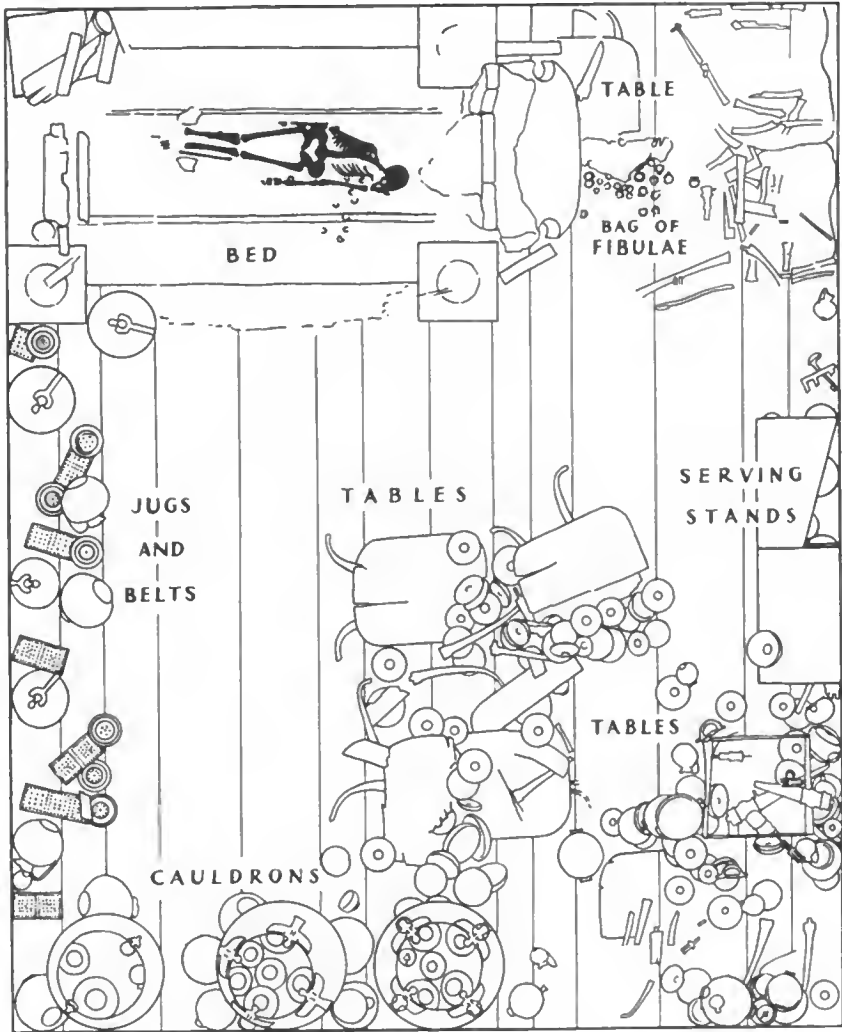 TABLE
BAG OF
FIBULAE
BED
JUGS
AND
BELTS
TABLES
SERVING
STANDS
TABLES
CAULDRONS